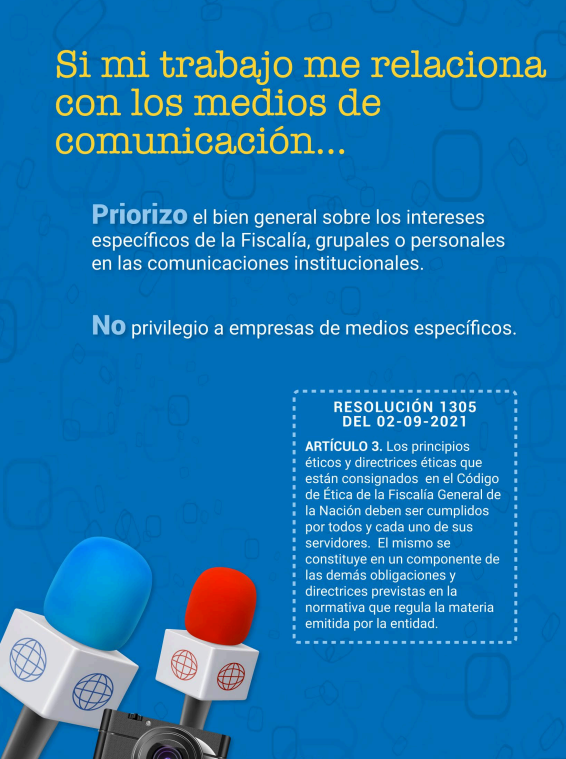 Si mi trabajo me relaciona
con los medios de
comunicación...
Priorizo el bien general sobre los intereses
específicos de la Fiscalía, grupales o personales
en las comunicaciones institucionales.
No privilegio a empresas de medios específicos.
RESOLUCIÓN 1305
DEL 02-09-2021
ARTÍCULO 3. Los principios
éticos y directrices éticas que
están consignados en el Código
de Ética de la Fiscalía General de
la Nación deben ser cumplidos
por todos y cada uno de sus
servidores. El mismo se
constituye en un componente de
las demás obligaciones y
directrices previstas en la
normativa que regula la materia
emitida por la entidad.